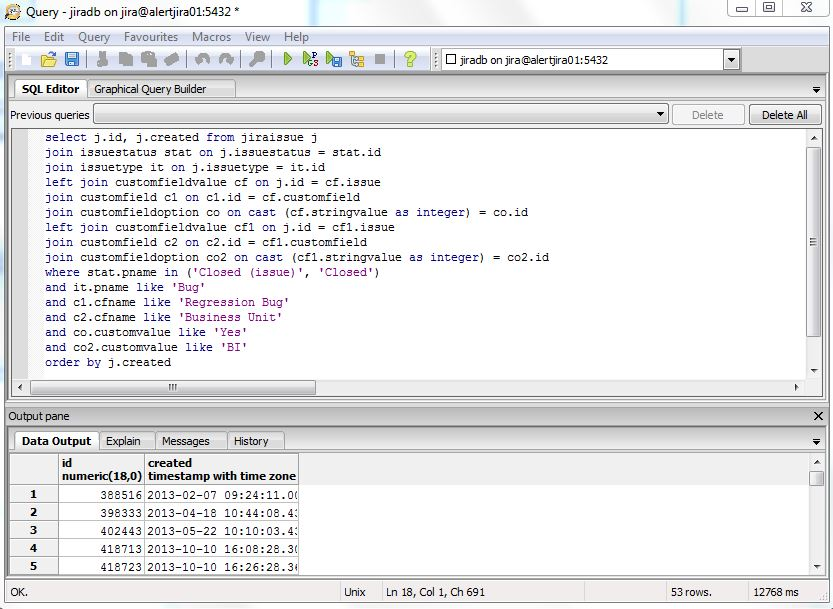 Query - jiradb on jira@alertjira01:5432 *
File Edit Query Favourites Macros View Help
jiradb on jira@alertjira01:5432
SQL Editor Graphical Query Builder
Previous queries Delete Delete All
select j.id, j.created from jiraissue j
join issuestatus stat on j.issuestatus = stat.id
join issuetype it on j.issuetype = it.id
left join customfieldvalue cf on j.id = cf.issue
join customfield c1 on c1.id = cf.customfield
join customfieldoption co on cast (cf.stringvalue as integer) = co.id
left join customfieldvalue cf1 on j.id = cf1.issue
join customfield c2 on c2.id = cf1.customfield
join customfieldoption co2 on cast (cf1.stringvalue as integer) = co2.id
where stat.pname in ('Closed (issue)', 'Closed')
and it.pname like 'Bug'
and c1.cfname like 'Regression Bug'
and c2.cfname like 'Business Unit'
and co.customvalue like 'Yes'
and co2.customvalue like 'BI'
order by j.created
Output pane
Data Output Explain Messages History
id created
numeric(18,0) timestamp with time zone
1 388516 2013-02-07 09:24:11.00
2 398333 2013-04-18 10:44:08.43
3 402443 2013-05-22 10:10:03.43
4 418713 2013-10-10 16:08:28.30
5 418723 2013-10-10 16:26:28.36
OK. Unix Ln 18, Col 1, Ch 691 53 rows. 12768 ms